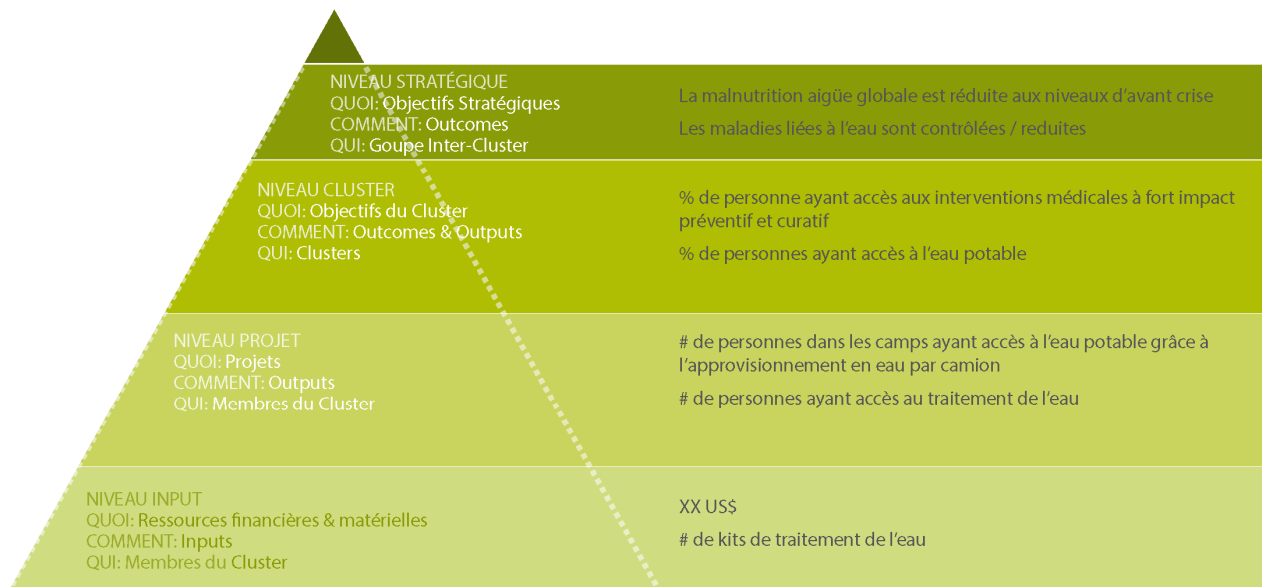 NIVEAU STRATÉGIQUE
QUOI: Objectifs Stratégiques
COMMENT: Outcomes
QUI: Goupe Inter-Cluster
La malnutrition aigüe globale est réduite aux niveaux d’avant crise
Les maladies liées à l’eau sont contrôlées / reduites
NIVEAU CLUSTER
QUOI: Objectifs du Cluster
COMMENT: Outcomes & Outputs
QUI: Clusters
% de personne ayant accès aux interventions médicales à fort impact
préventif et curatif
% de personnes ayant accès à l’eau potable
NIVEAU PROJET
QUOI: Projets
COMMENT: Outputs
QUI: Membres du Cluster
# de personnes dans les camps ayant accès à l’eau potable grâce à
l’approvisionnement en eau par camion
# de personnes ayant accès au traitement de l’eau
NIVEAU INPUT
QUOI: Ressources financières & matérielles
COMMENT: Inputs
QUI: Membres du Cluster
XX US$
# de kits de traitement de l’eau